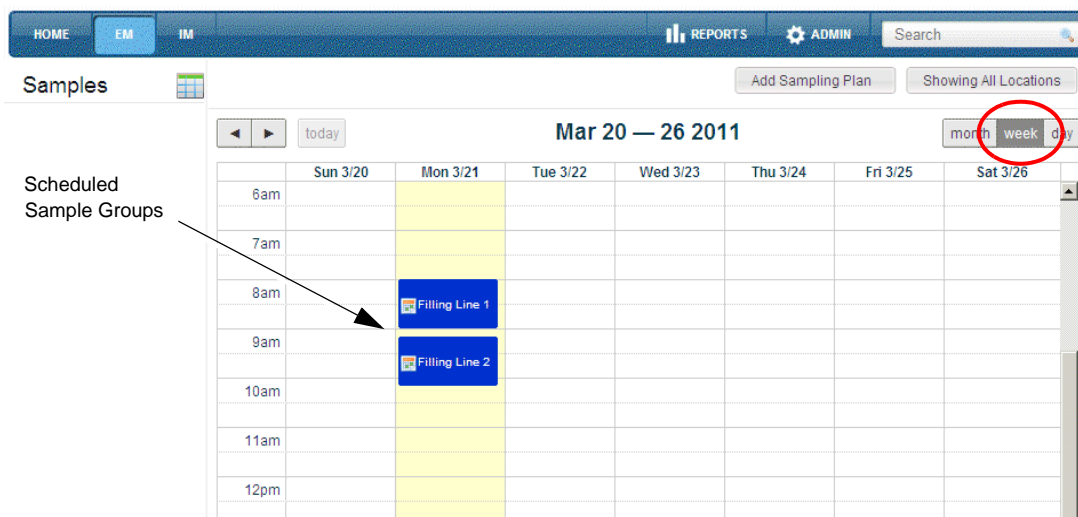 HOME EM IM REPORTS ADMIN Search
Samples Add Sampling Plan Showing All Locations
today Mar 20 — 26 2011 month week day
Sun 3/20 Mon 3/21 Tue 3/22 Wed 3/23 Thu 3/24 Fri 3/25 Sat 3/26
Scheduled
Sample Groups
6am
7am
8am
Filling Line 1
9am
Filling Line 2
10am
11am
12pm